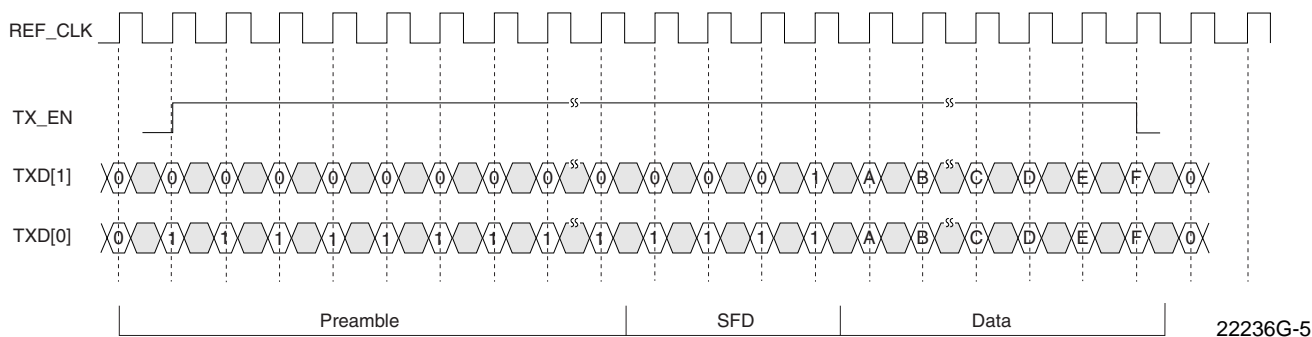 REF_CLK
TX_EN
TXD[1] 0 0 0 0 0 0 0 0 0 0 0 0 0 1 A B C D E F 0
TXD[0] 0 1 1 1 1 1 1 1 1 1 1 1 1 1 A B C D E F 0
Preamble SFD Data
22236G-5